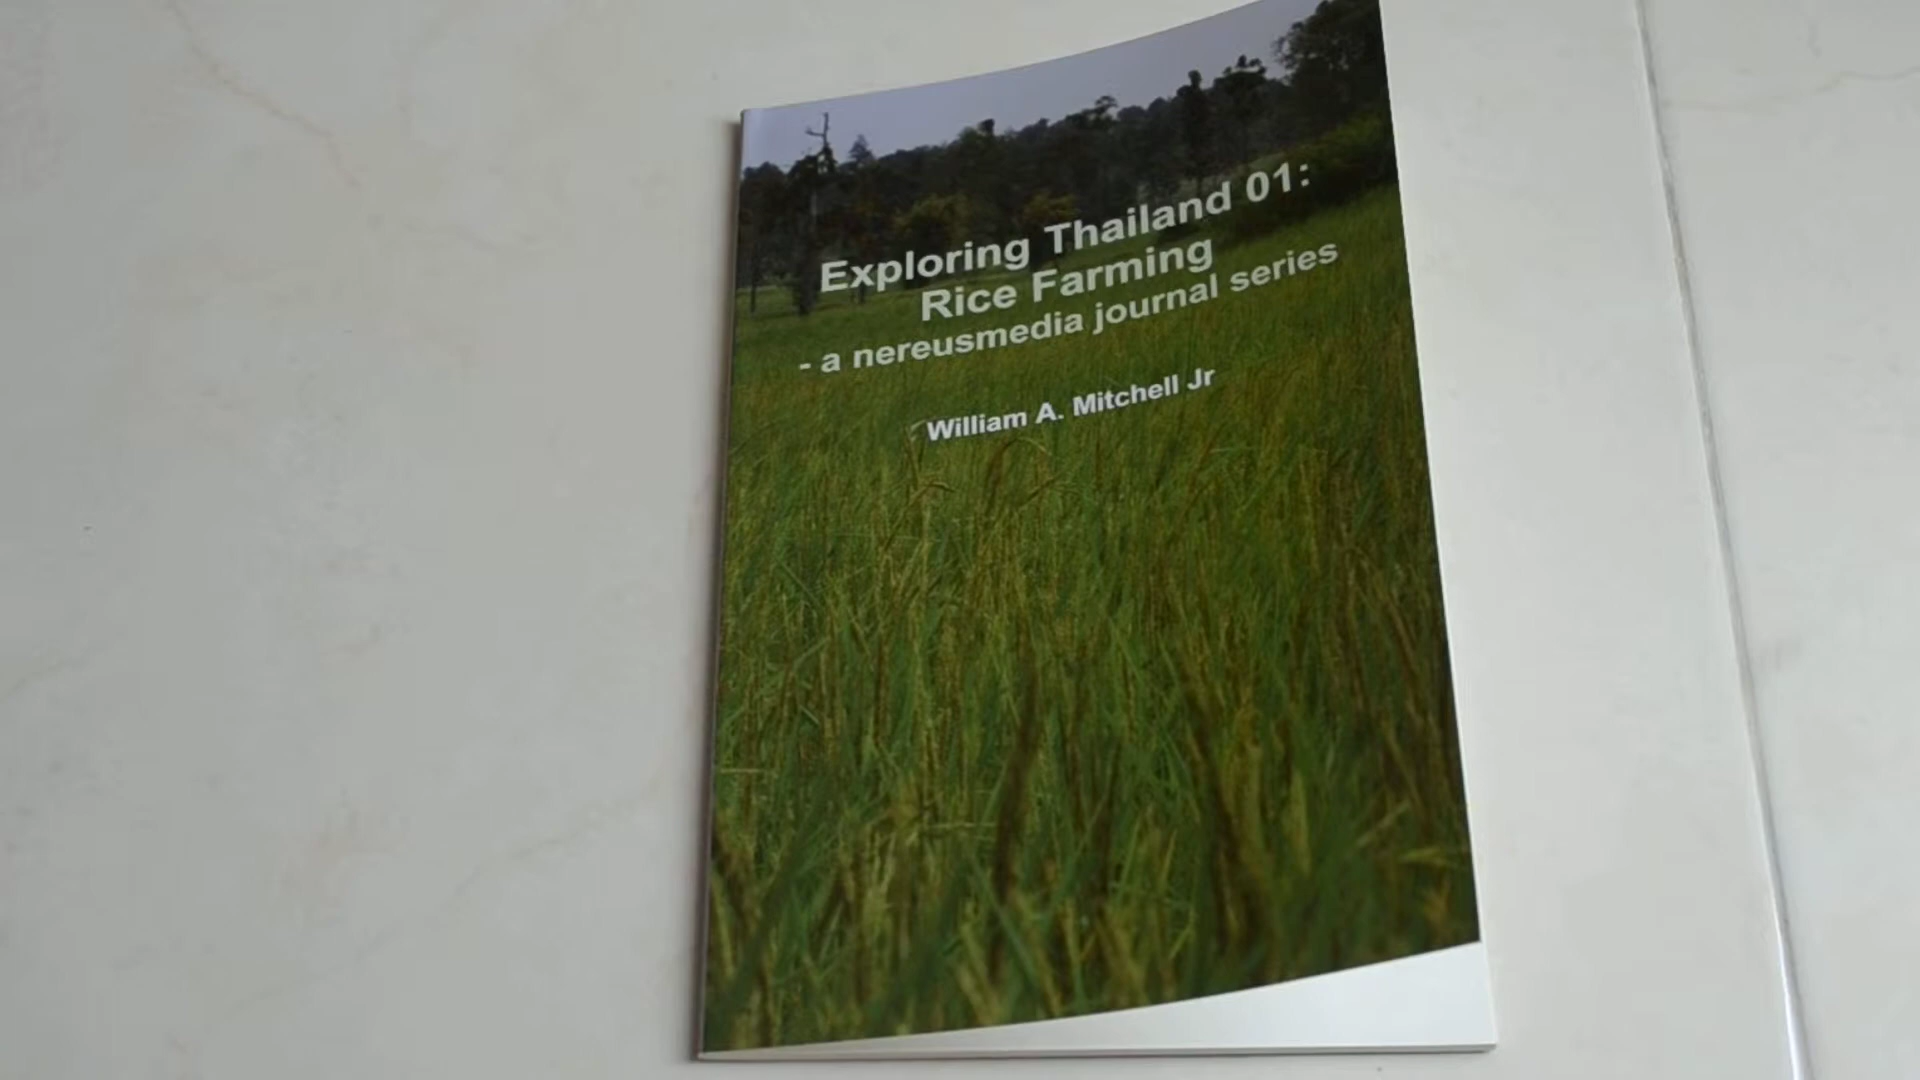 Exploring Thailand 01:
Rice Farming
- a nereusmedia journal series
William A. Mitchell Jr